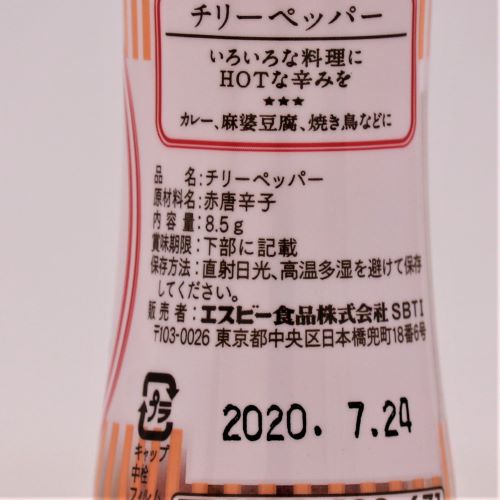 チリーペッパー
いろいろな料理に
HOTな辛みを
★★★
カレー、麻婆豆腐、焼き鳥などに
品　名：チリーペッパー
原材料名：赤唐辛子
内容量：8.5g
賞味期限：下部に記載
保存方法：直射日光、高温多湿を避けて保存
してください。
販売者：エスビー食品株式会社 SBTI
〒103-0026 東京都中央区日本橋兜町18番6号
プラ
2020. 7.24
キャップ
中栓